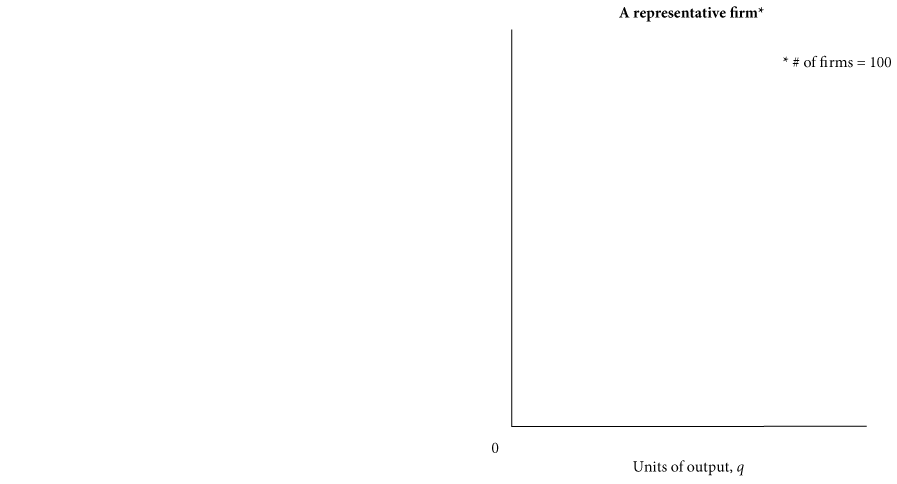 A representative firm*
* # of firms = 100
0
Units of output, q